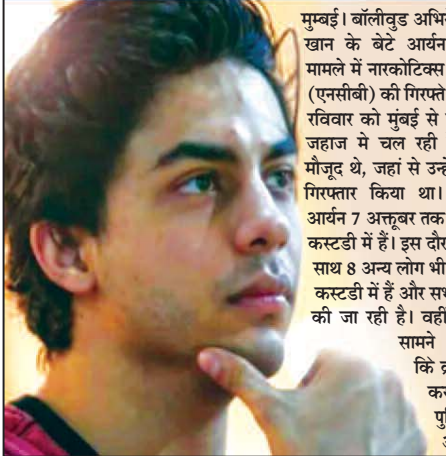 मुम्बई। बॉलीवुड अभि
खान के बेटे आर्यन
मामले में नारकोटिक्स
(एनसीबी) की गिरफ्त
रविवार को मुंबई से
जहाज मे चल रही
मौजूद थे, जहां से उन्ह
गिरफ्तार किया था।
आर्यन 7 अक्तूबर तक
कस्टडी में हैं। इस दौर
साथ 8 अन्य लोग भी
कस्टडी में हैं और सभ
की जा रही है। वहीं
सामने
कि क्र
कर